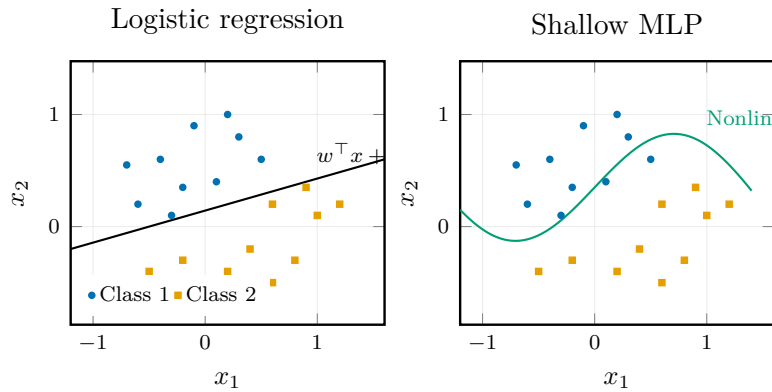 Logistic regression
Shallow MLP
1
0
−1
0
1
x₂
x₁
w⊤x +
Class 1
Class 2
1
0
−1
0
1
x₂
x₁
Nonlin